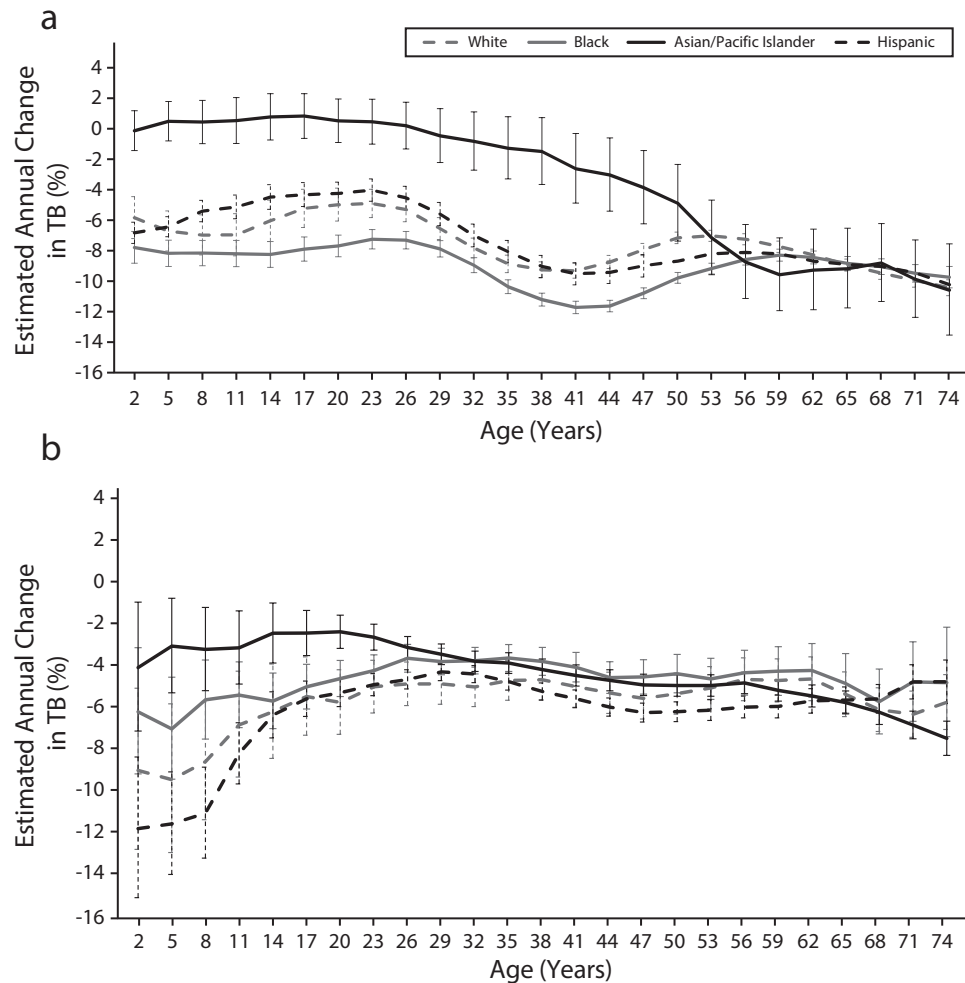 a
White Black Asian/Pacific Islander Hispanic
4
2
0
-2
-4
-6
-8
-10
-12
-14
-16
Estimated Annual Change
in TB (%)
2 5 8 11 14 17 20 23 26 29 32 35 38 41 44 47 50 53 56 59 62 65 68 71 74
Age (Years)
b
4
2
0
-2
-4
-6
-8
-10
-12
-14
-16
Estimated Annual Change
in TB (%)
2 5 8 11 14 17 20 23 26 29 32 35 38 41 44 47 50 53 56 59 62 65 68 71 74
Age (Years)